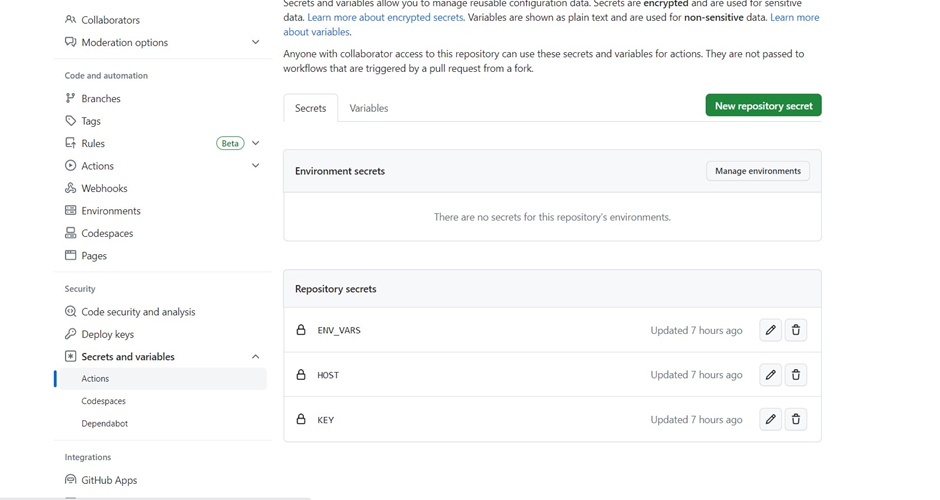 Secrets and variables allow you to manage reusable configuration data. Secrets are encrypted and are used for sensitive
data. Learn more about encrypted secrets. Variables are shown as plain text and are used for non-sensitive data. Learn more
about variables.
Anyone with collaborator access to this repository can use these secrets and variables for actions. They are not passed to
workflows that are triggered by a pull request from a fork.
Collaborators
Moderation options
Code and automation
Branches
Tags
Rules Beta
Actions
Webhooks
Environments
Codespaces
Pages
Security
Code security and analysis
Deploy keys
Secrets and variables
Actions
Codespaces
Dependabot
Integrations
GitHub Apps
Secrets Variables New repository secret
Environment secrets Manage environments
There are no secrets for this repository's environments.
Repository secrets
ENV_VARS Updated 7 hours ago
HOST Updated 7 hours ago
KEY Updated 7 hours ago